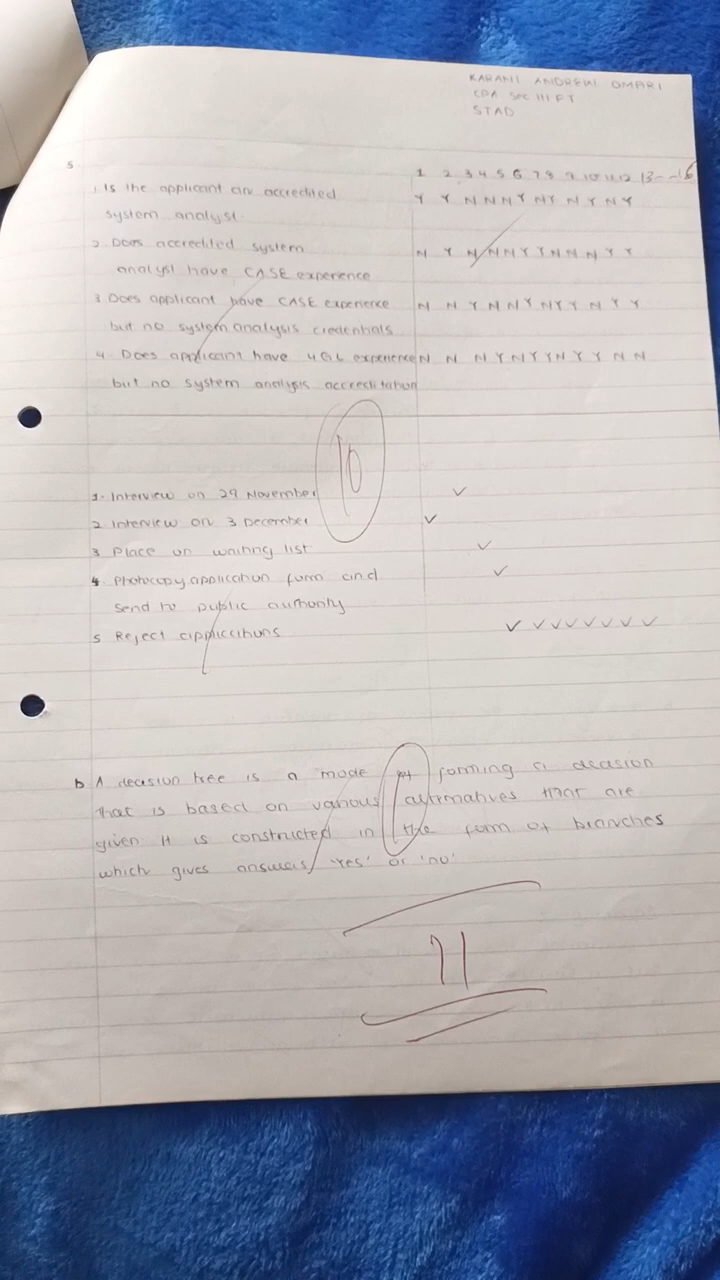 KARANI ANDREW OMARI
CPA Sec III FT
STAD
5
1 2 3 4 5 6 7 8 9 10 11 12 13 - - 16
1. Is the applicant an accredited Y Y N N N Y N Y N Y N Y
system analyst
2. Does accredited system N Y N N N Y Y N N N Y Y
analyst have CASE experience
3 Does applicant have CASE experience N N Y N N Y N Y Y N Y Y
but no system analysis credentials
4. Does applicant have 4GL experience N N N Y N Y Y N Y Y N N
but no system analysis accreditation
10
1. Interview on 29 November ✓
2 Interview on 3 December ✓
3 Place on waiting list ✓
4. Photocopy application form and ✓
send to public authority
5 Reject applications ✓ ✓ ✓ ✓ ✓ ✓ ✓ ✓
b A decision tree is a mode forming a decision
that is based on various that are
given It is constructed in the form of branches
which gives answers 'Yes' or 'no'
11